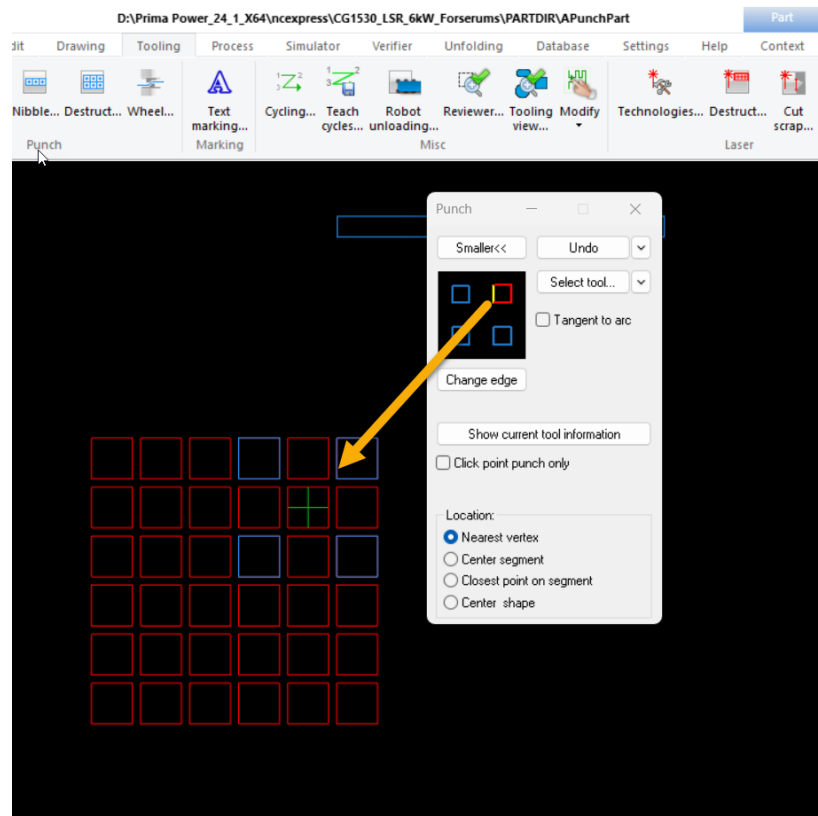 D:\Prima Power_24_1_X64\ncexpress\CG1530_LSR_6kW_Forserums\PARTDIR\APunchPart
Part
dit Drawing Tooling Process Simulator Verifier Unfolding Database Settings Help Context
Nibble... Destruct... Wheel... Text marking... Cycling... Teach cycles... Robot unloading... Reviewer... Tooling view... Modify Technologies... Destruct... Cut scrap...
Punch Marking Misc Laser
Punch
Smaller<< Undo
Select tool...
Tangent to arc
Change edge
Show current tool information
Click point punch only
Location:
Nearest vertex
Center segment
Closest point on segment
Center shape